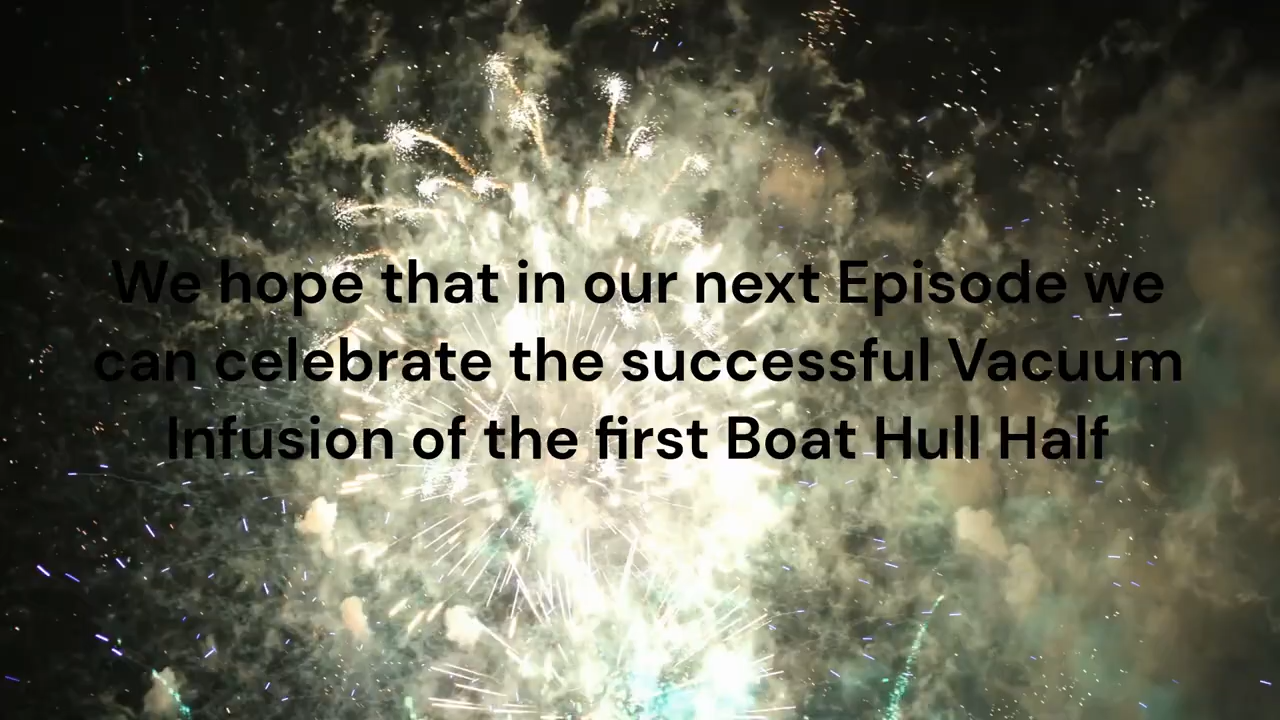 We hope that in our next Episode we
can celebrate the successful Vacuum
Infusion of the first Boat Hull Half